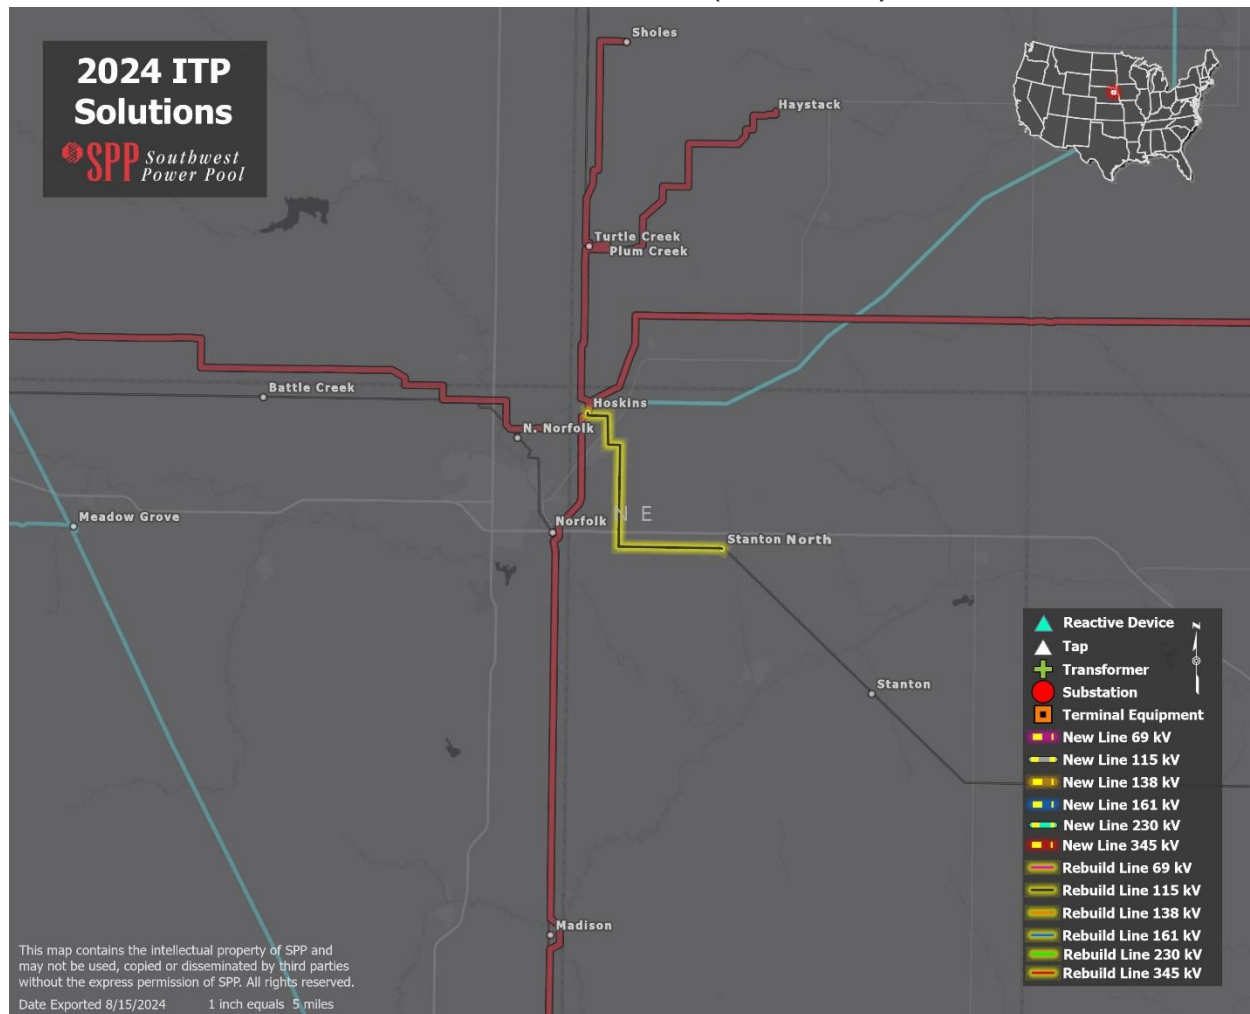 2024 ITP
Solutions
SPP Southwest
Power Pool
Sholes
Haystack
Turtle Creek
Plum Creek
Battle Creek
Hoskins
N. Norfolk
Meadow Grove
Norfolk
N E
Stanton North
Stanton
Madison
Reactive Device
N
Tap
Transformer
Substation
Terminal Equipment
New Line 69 kV
New Line 115 kV
New Line 138 kV
New Line 161 kV
New Line 230 kV
New Line 345 kV
Rebuild Line 69 kV
Rebuild Line 115 kV
Rebuild Line 138 kV
Rebuild Line 161 kV
Rebuild Line 230 kV
Rebuild Line 345 kV
This map contains the intellectual property of SPP and
may not be used, copied or disseminated by third parties
without the express permission of SPP. All rights reserved.
Date Exported 8/15/2024 1 inch equals 5 miles